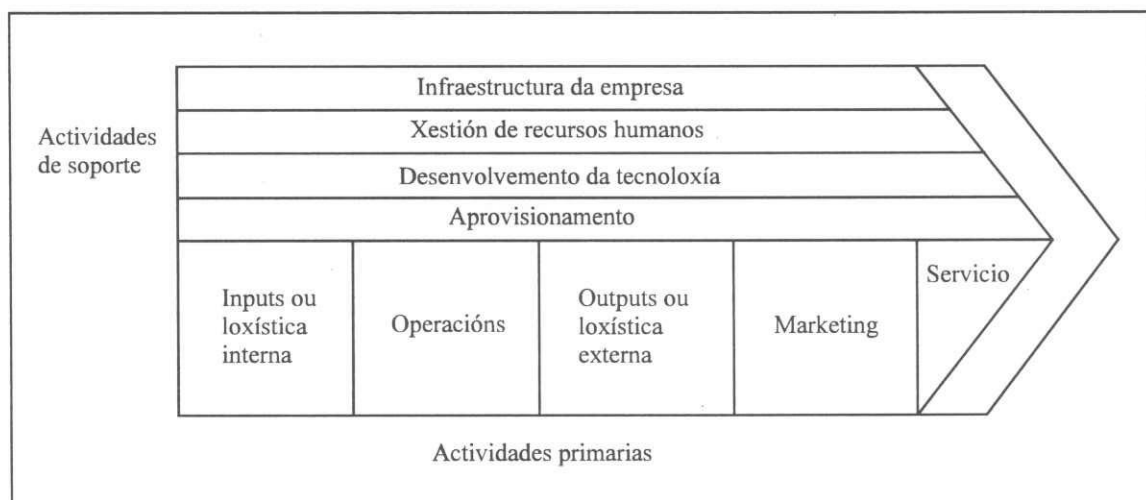 Infraestructura da empresa
Xestión de recursos humanos
Actividades
de soporte
Desenvolvemento da tecnoloxía
Aprovisionamento
Inputs ou
loxística
interna
Operacións
Outputs ou
loxística
externa
Marketing
Servicio
Actividades primarias